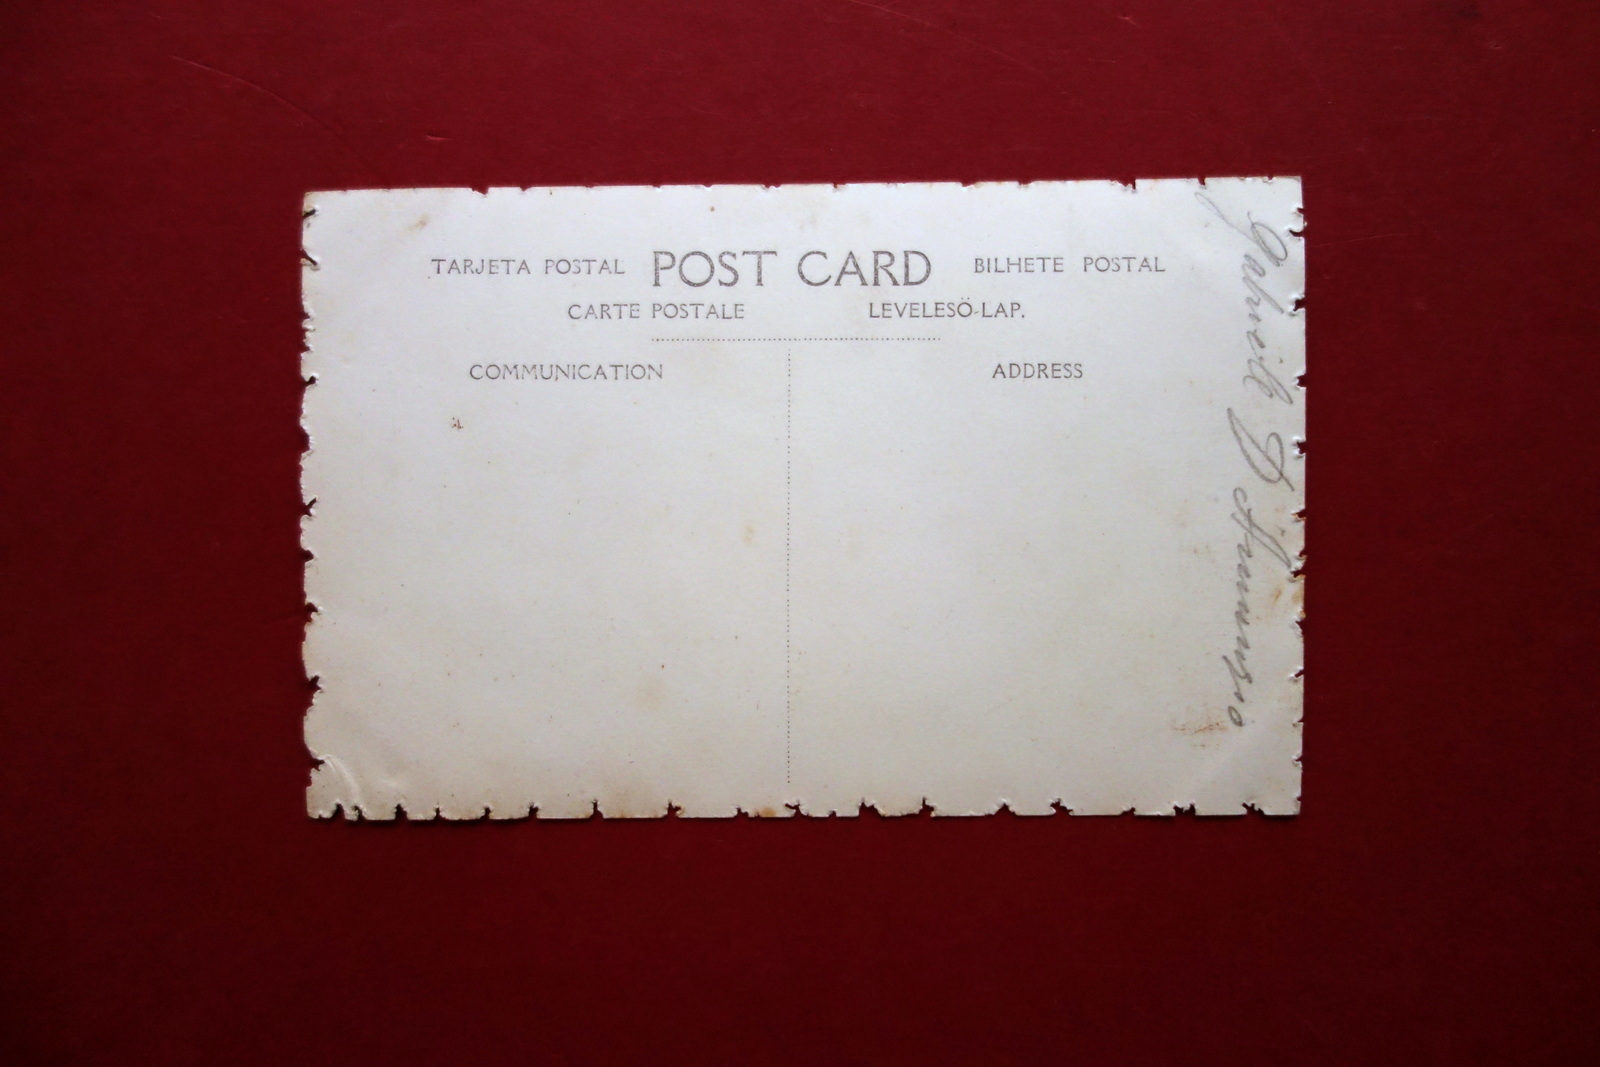 TARJETA POSTAL POST CARD BILHETE POSTAL
CARTE POSTALE LEVELESÖ-LAP.
COMMUNICATION ADDRESS
Gabriele D'Annunzio